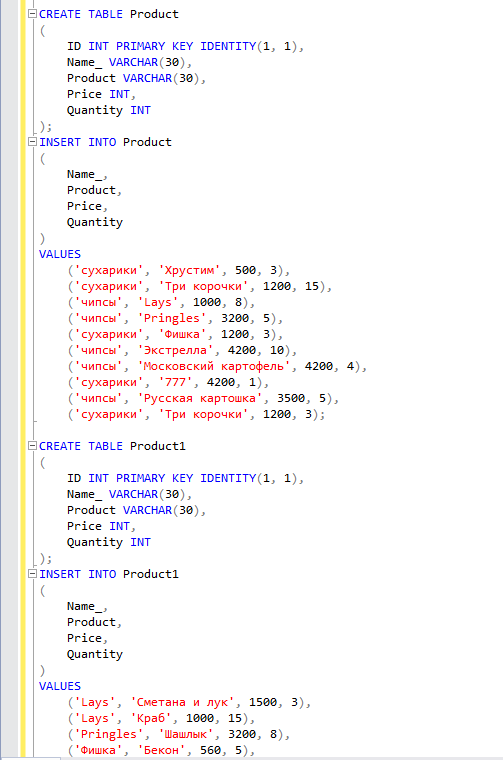 CREATE TABLE Product
(
ID INT PRIMARY KEY IDENTITY(1, 1),
Name_ VARCHAR(30),
Product VARCHAR(30),
Price INT,
Quantity INT
);
INSERT INTO Product
(
Name_,
Product,
Price,
Quantity
)
VALUES
('сухарики', 'Хрустим', 500, 3),
('сухарики', 'Три корочки', 1200, 15),
('чипсы', 'Lays', 1000, 8),
('чипсы', 'Pringles', 3200, 5),
('сухарики', 'Фишка', 1200, 3),
('чипсы', 'Экстрелла', 4200, 10),
('чипсы', 'Московский картофель', 4200, 4),
('сухарики', '777', 4200, 1),
('чипсы', 'Русская картошка', 3500, 5),
('сухарики', 'Три корочки', 1200, 3);
CREATE TABLE Product1
(
ID INT PRIMARY KEY IDENTITY(1, 1),
Name_ VARCHAR(30),
Product VARCHAR(30),
Price INT,
Quantity INT
);
INSERT INTO Product1
(
Name_,
Product,
Price,
Quantity
)
VALUES
('Lays', 'Сметана и лук', 1500, 3),
('Lays', 'Краб', 1000, 15),
('Pringles', 'Шашлык', 3200, 8),
('Фишка', 'Бекон', 560, 5),